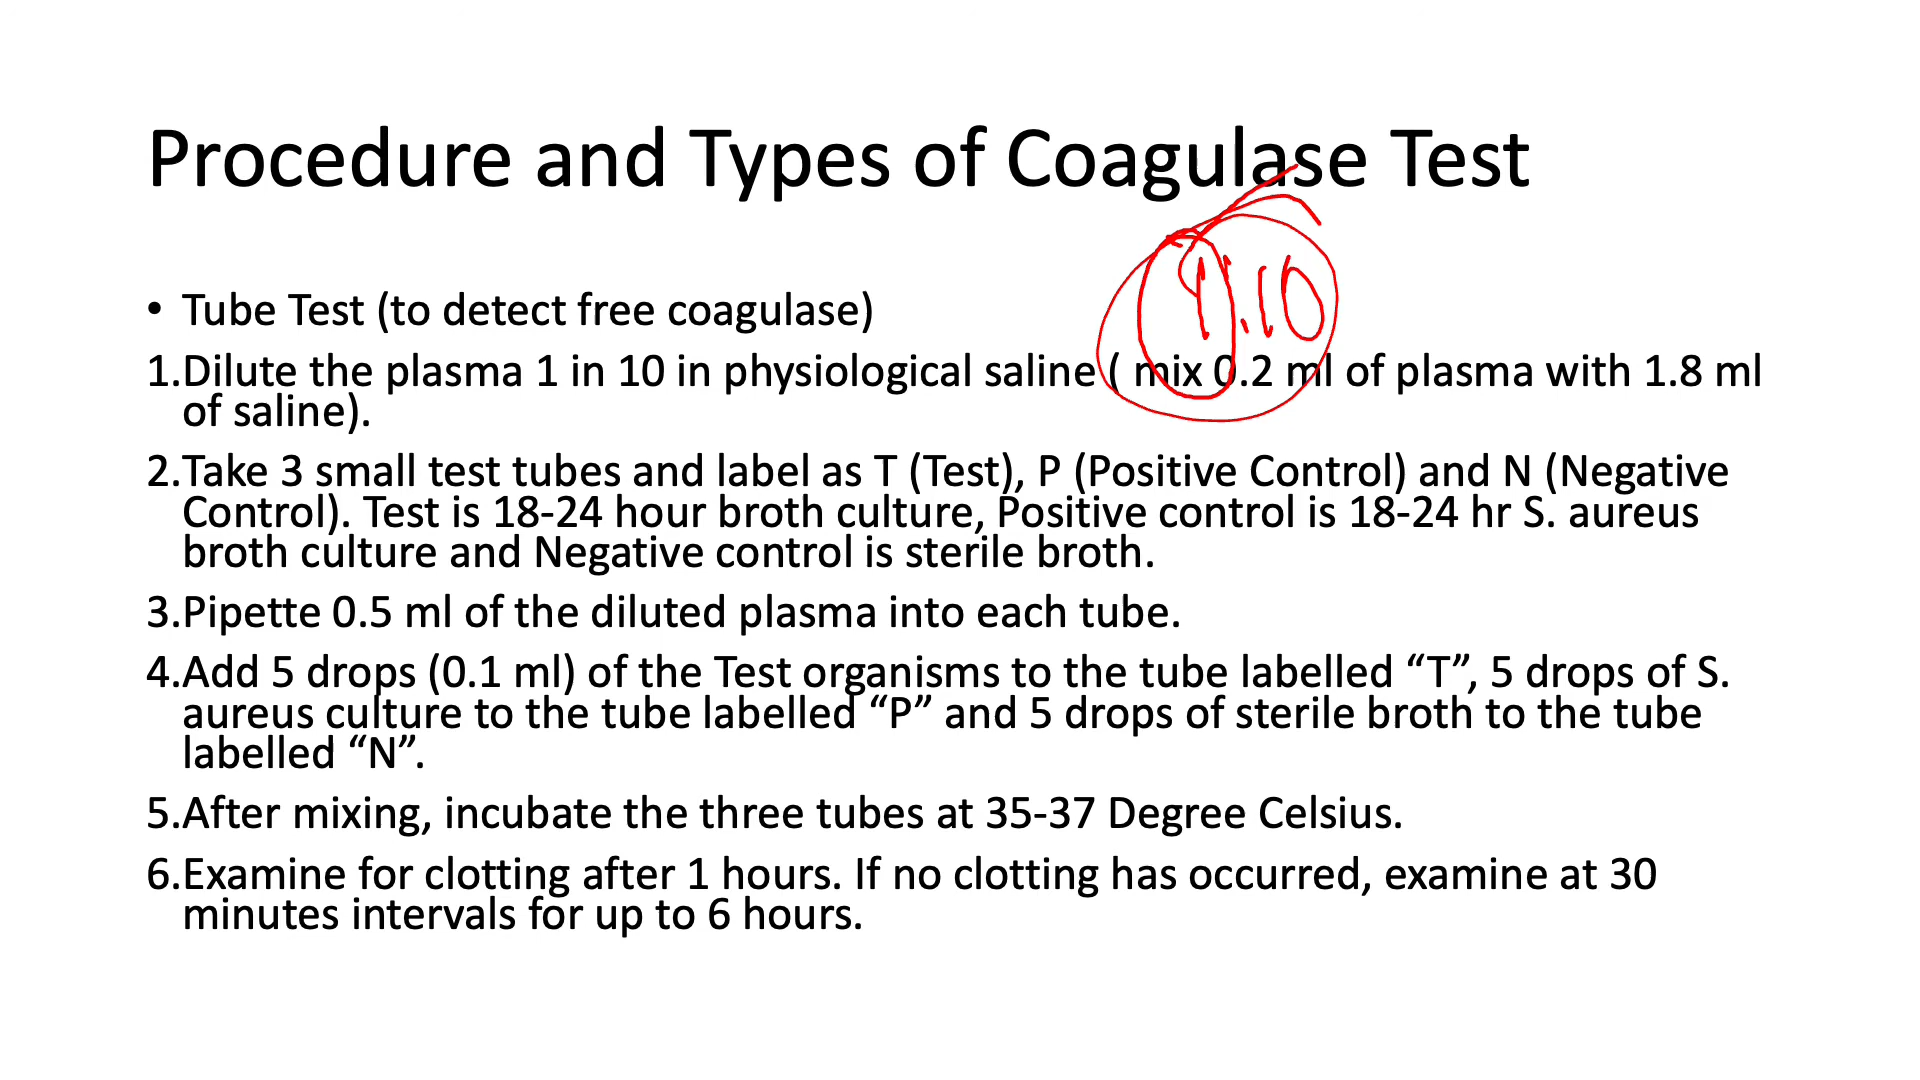 Procedure and Types of Coagulase Test
1:10
• Tube Test (to detect free coagulase)
1.Dilute the plasma 1 in 10 in physiological saline ( mix 0.2 ml of plasma with 1.8 ml
of saline).
2.Take 3 small test tubes and label as T (Test), P (Positive Control) and N (Negative
Control). Test is 18-24 hour broth culture, Positive control is 18-24 hr S. aureus
broth culture and Negative control is sterile broth.
3.Pipette 0.5 ml of the diluted plasma into each tube.
4.Add 5 drops (0.1 ml) of the Test organisms to the tube labelled “T”, 5 drops of S.
aureus culture to the tube labelled “P” and 5 drops of sterile broth to the tube
labelled “N”.
5.After mixing, incubate the three tubes at 35-37 Degree Celsius.
6.Examine for clotting after 1 hours. If no clotting has occurred, examine at 30
minutes intervals for up to 6 hours.